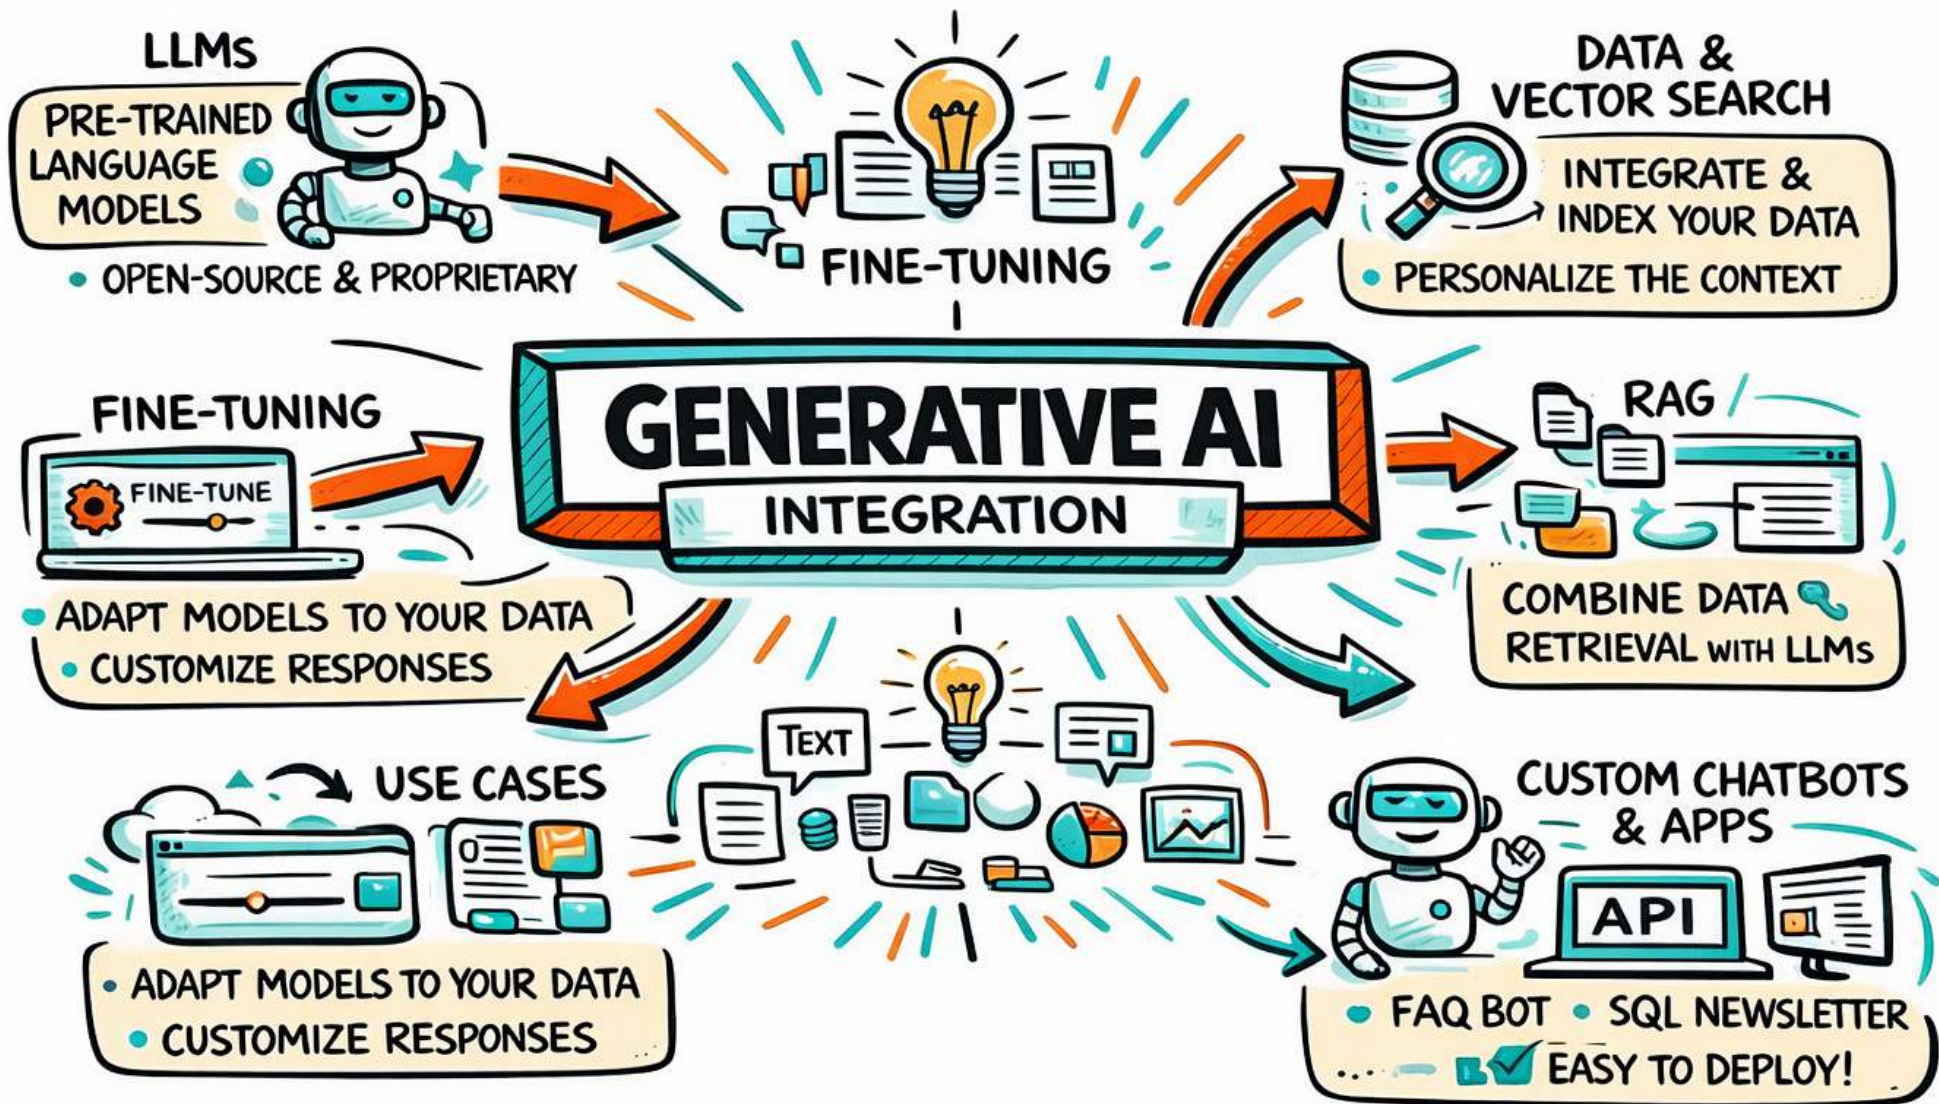 LLMs
PRE-TRAINED
LANGUAGE
MODELS
• OPEN-SOURCE & PROPRIETARY
FINE-TUNING
DATA &
VECTOR SEARCH
INTEGRATE &
INDEX YOUR DATA
• PERSONALIZE THE CONTEXT
GENERATIVE AI
INTEGRATION
FINE-TUNING
FINE-TUNE
• ADAPT MODELS TO YOUR DATA
• CUSTOMIZE RESPONSES
RAG
COMBINE DATA
RETRIEVAL WITH LLMs
USE CASES
• ADAPT MODELS TO YOUR DATA
• CUSTOMIZE RESPONSES
TEXT
CUSTOM CHATBOTS
& APPS
API
• FAQ BOT • SQL NEWSLETTER
EASY TO DEPLOY!